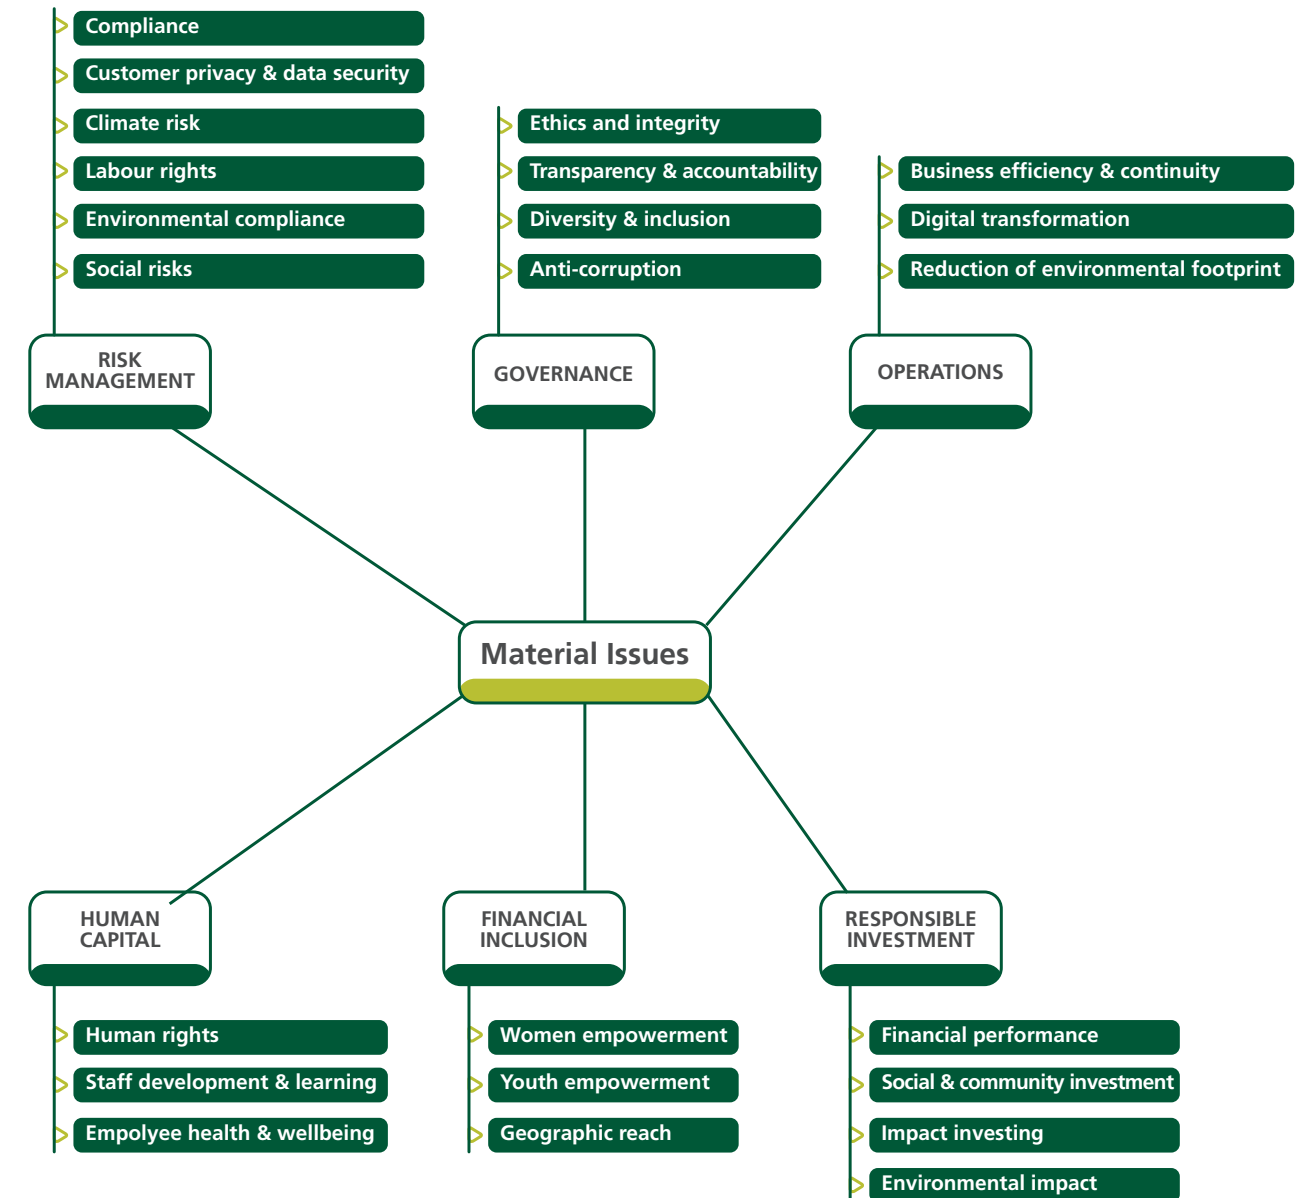 Compliance
Customer privacy & data security
Climate risk
Labour rights
Environmental compliance
Social risks
RISK
MANAGEMENT
Ethics and integrity
Transparency & accountability
Diversity & inclusion
Anti-corruption
GOVERNANCE
Business efficiency & continuity
Digital transformation
Reduction of environmental footprint
OPERATIONS
Material Issues
HUMAN
CAPITAL
Human rights
Staff development & learning
Empolyee health & wellbeing
FINANCIAL
INCLUSION
Women empowerment
Youth empowerment
Geographic reach
RESPONSIBLE
INVESTMENT
Financial performance
Social & community investment
Impact investing
Environmental impact